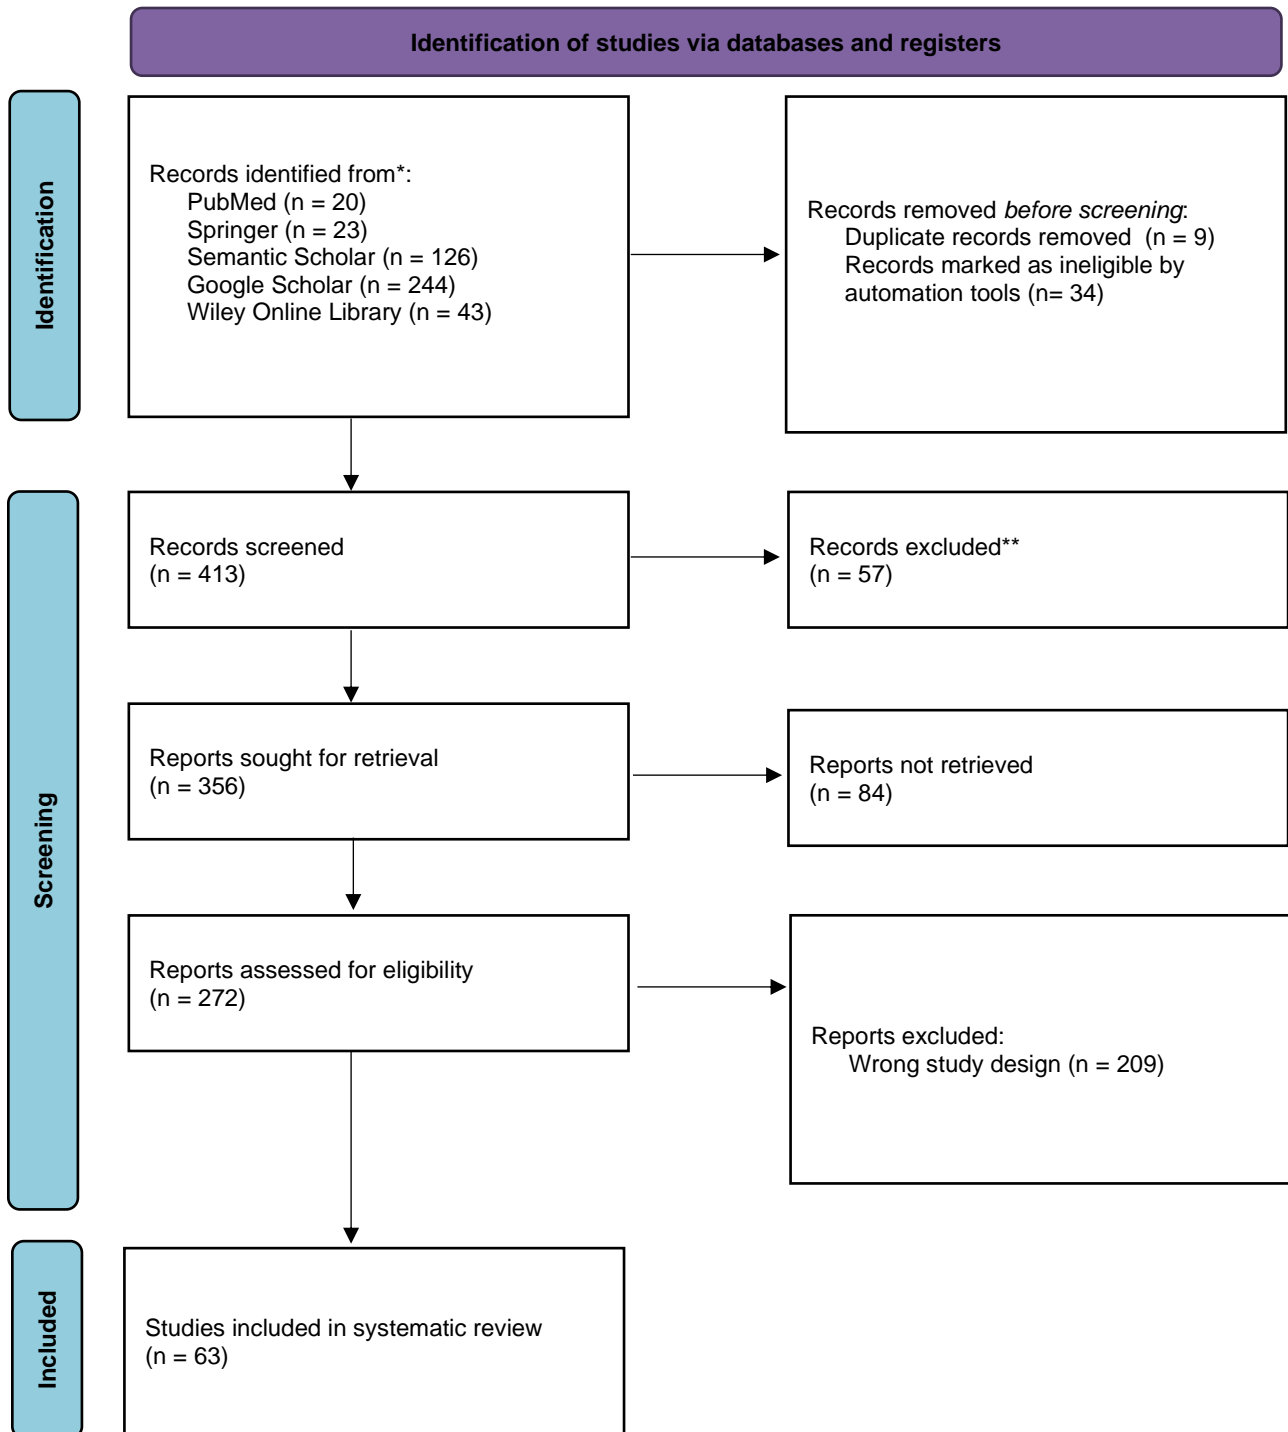 Identification of studies via databases and registers
Identification
Records identified from*:
PubMed (n = 20)
Springer (n = 23)
Semantic Scholar (n = 126)
Google Scholar (n = 244)
Wiley Online Library (n = 43)
Records removed before screening:
Duplicate records removed (n = 9)
Records marked as ineligible by
automation tools (n= 34)
Screening
Records screened
(n = 413)
Records excluded**
(n = 57)
Reports sought for retrieval
(n = 356)
Reports not retrieved
(n = 84)
Reports assessed for eligibility
(n = 272)
Reports excluded:
Wrong study design (n = 209)
Included
Studies included in systematic review
(n = 63)